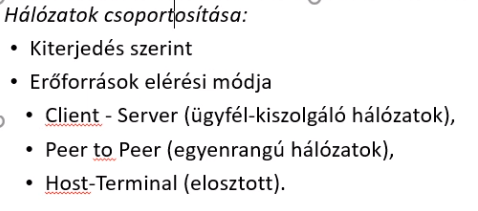 Hálózatok csoportosítása:
• Kiterjedés szerint
• Erőforrások elérési módja
• Client - Server (ügyfél-kiszolgáló hálózatok),
• Peer to Peer (egyenrangú hálózatok),
• Host-Terminal (elosztott).